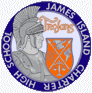 JAMES ISLAND CHARTER HIGH SCHOOL
Trojans